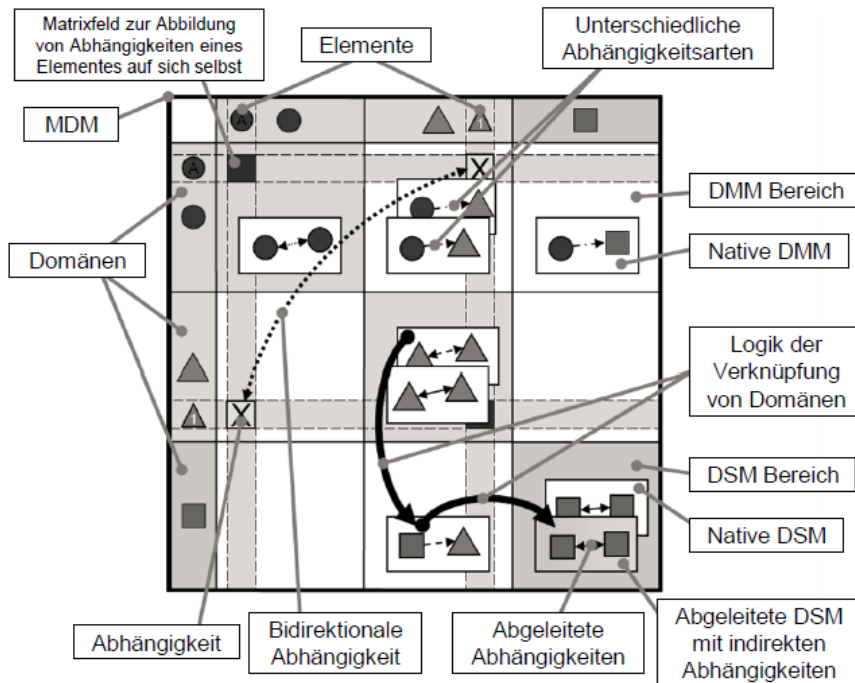 Matrixfeld zur Abbildung
von Abhängigkeiten eines
Elementes auf sich selbst
Elemente
Unterschiedliche
Abhängigkeitsarten
MDM
A
1
A
X
DMM Bereich
Native DMM
Domänen
Logik der
Verknüpfung
von Domänen
1
X
DSM Bereich
Native DSM
Abhängigkeit
Bidirektionale
Abhängigkeit
Abgeleitete
Abhängigkeiten
Abgeleitete DSM
mit indirekten
Abhängigkeiten